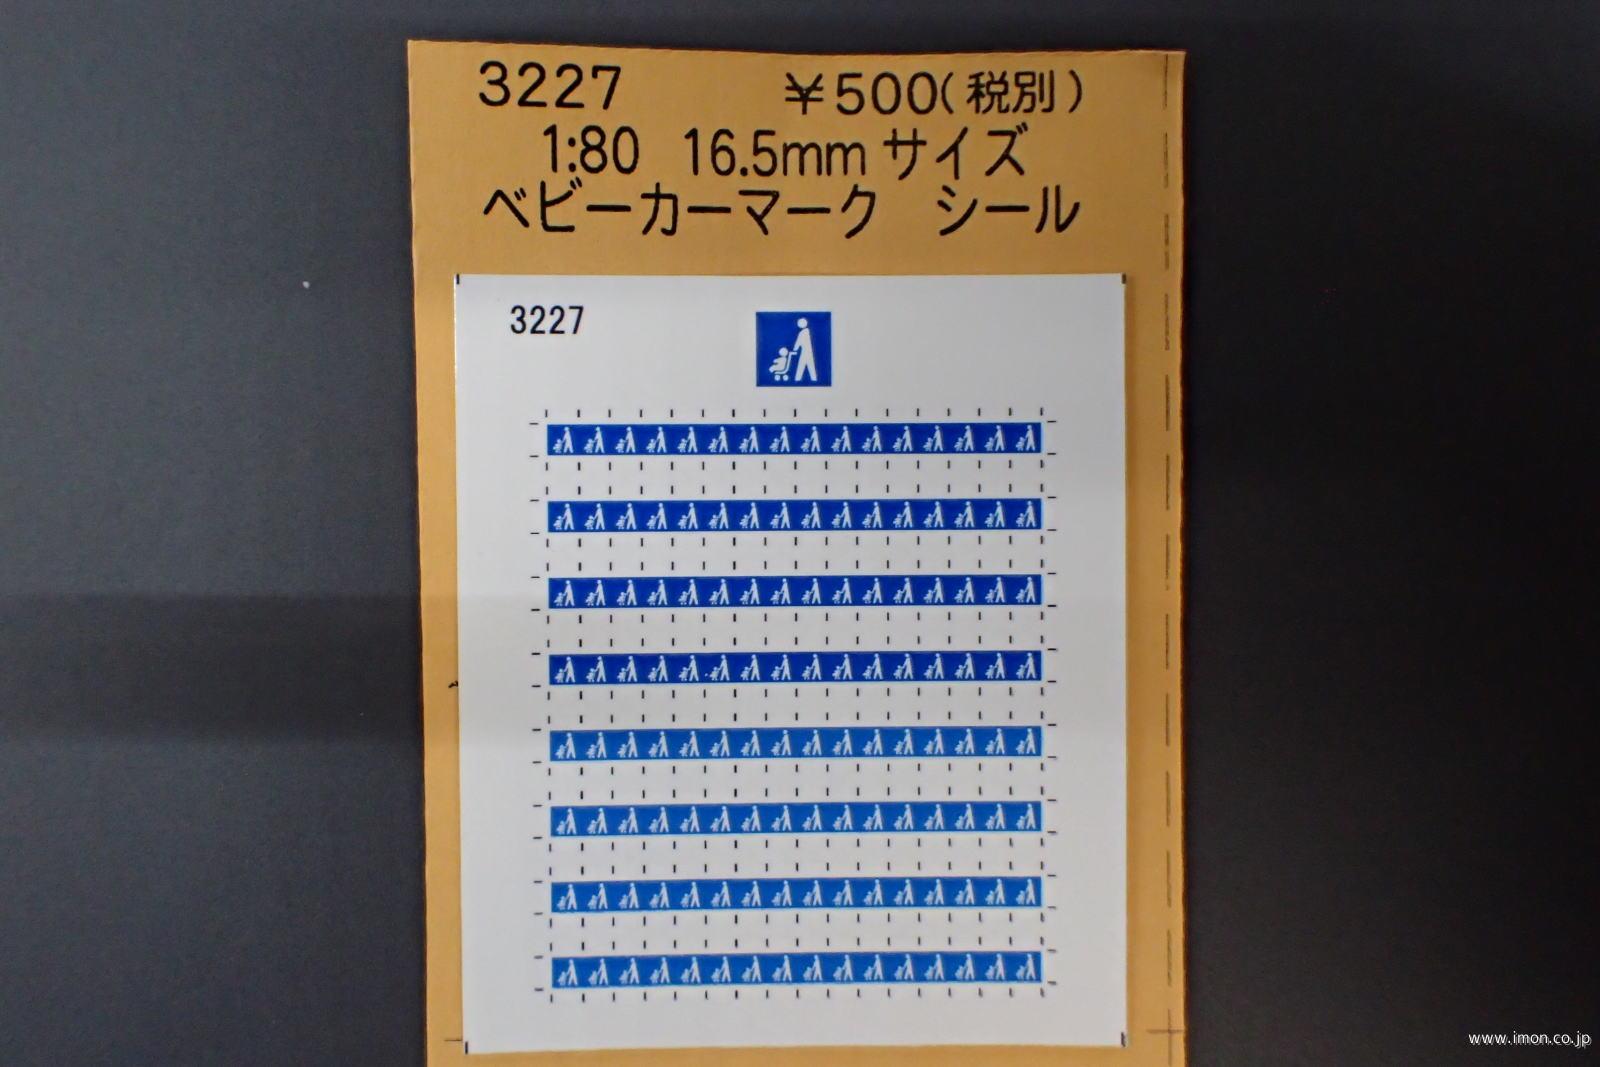 3227 ￥500(税別)
1:80 16.5mm サイズ
ベビーカーマーク シール
3227
www.imon.co.jp